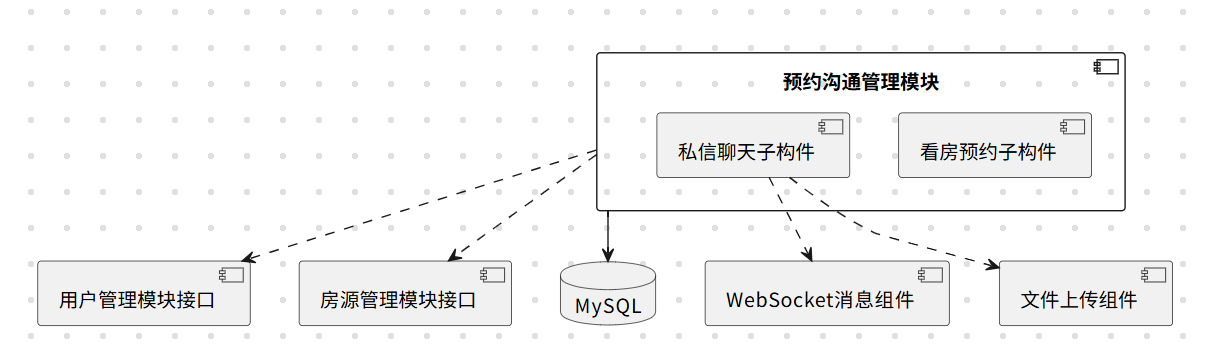 预约沟通管理模块
私信聊天子构件
看房预约子构件
用户管理模块接口
房源管理模块接口
MySQL
WebSocket消息组件
文件上传组件